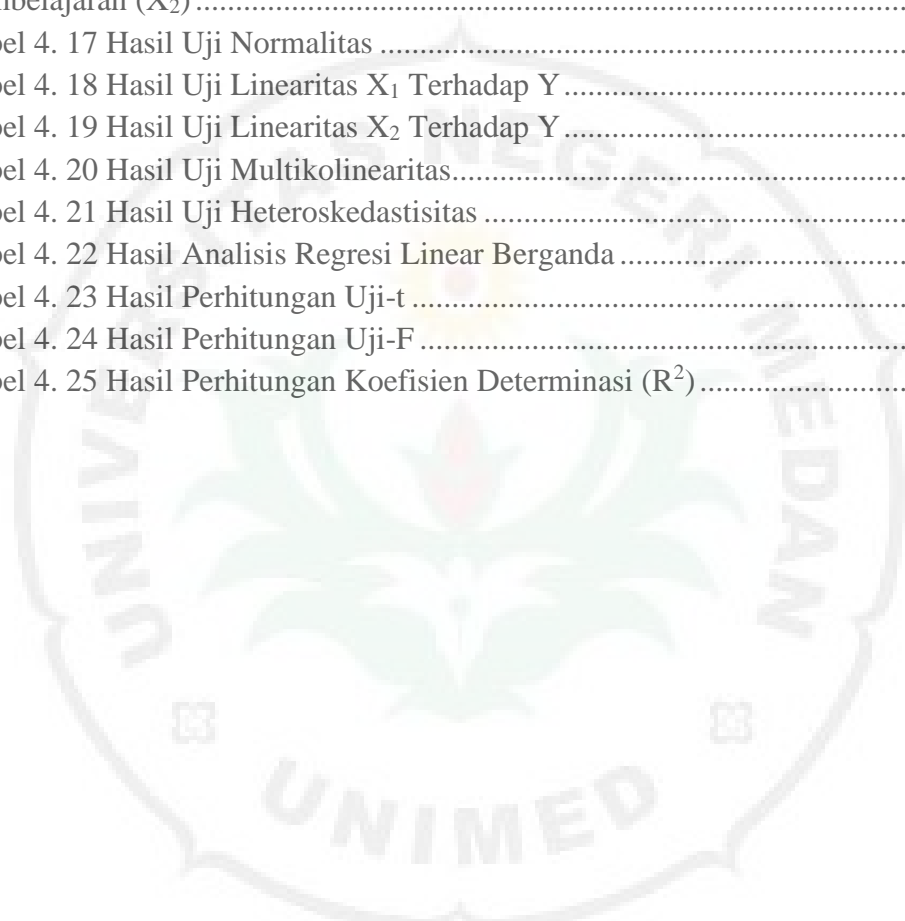 mbelajaran (X₂)
bel 4. 17 Hasil Uji Normalitas
bel 4. 18 Hasil Uji Linearitas X₁ Terhadap Y
bel 4. 19 Hasil Uji Linearitas X₂ Terhadap Y
bel 4. 20 Hasil Uji Multikolinearitas
bel 4. 21 Hasil Uji Heteroskedastisitas
bel 4. 22 Hasil Analisis Regresi Linear Berganda
bel 4. 23 Hasil Perhitungan Uji-t
bel 4. 24 Hasil Perhitungan Uji-F
bel 4. 25 Hasil Perhitungan Koefisien Determinasi (R²)
UNIVERSITAS NEGERI MEDAN
UNIMED